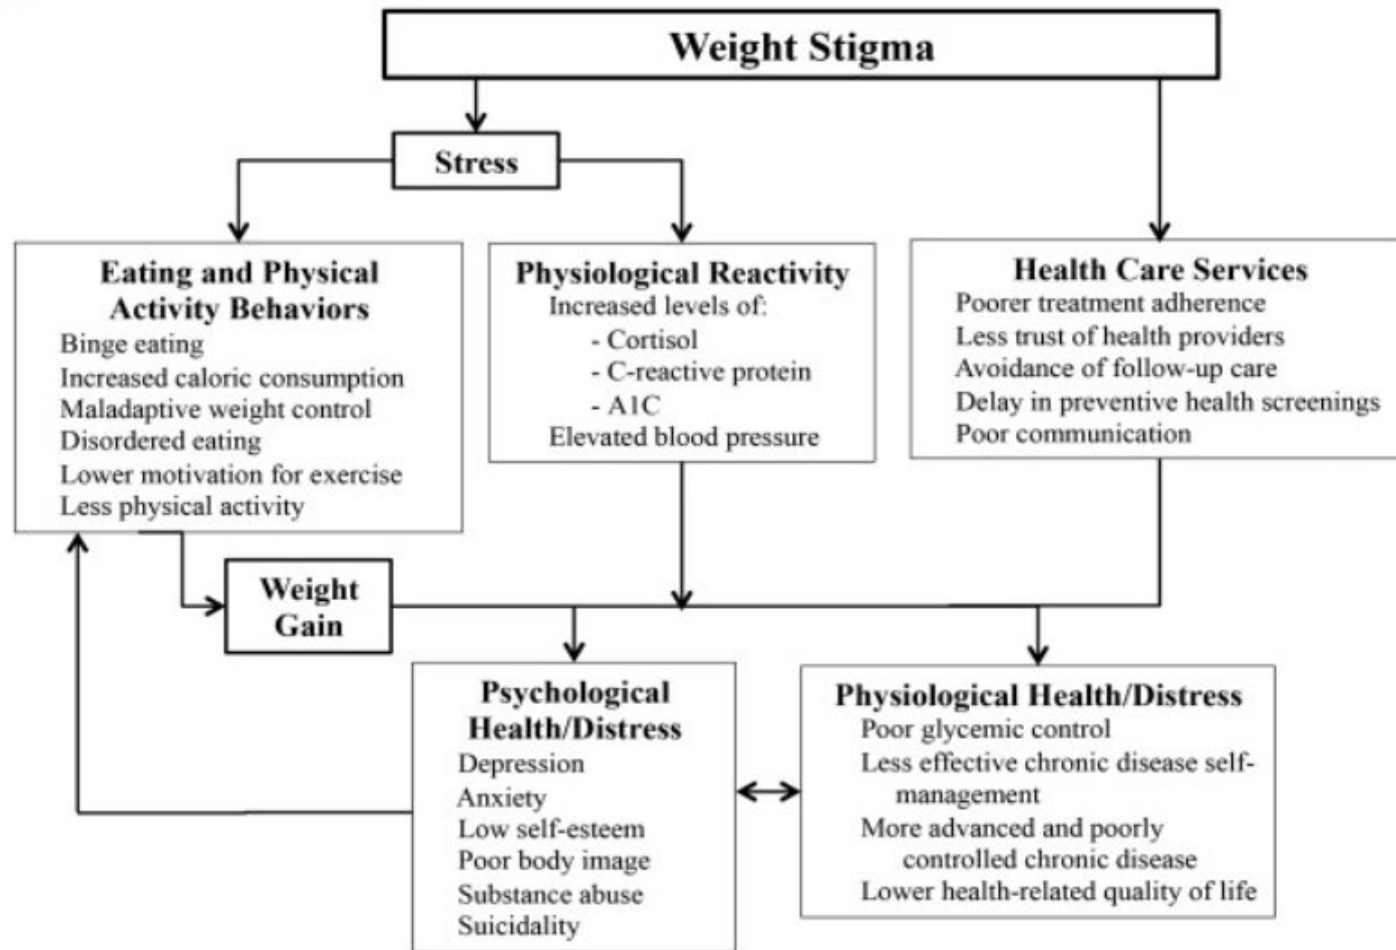 Weight Stigma
Stress
Eating and Physical
Activity Behaviors
Binge eating
Increased caloric consumption
Maladaptive weight control
Disordered eating
Lower motivation for exercise
Less physical activity
Physiological Reactivity
Increased levels of:
- Cortisol
- C-reactive protein
- A1C
Elevated blood pressure
Health Care Services
Poorer treatment adherence
Less trust of health providers
Avoidance of follow-up care
Delay in preventive health screenings
Poor communication
Weight
Gain
Psychological
Health/Distress
Depression
Anxiety
Low self-esteem
Poor body image
Substance abuse
Suicidality
Physiological Health/Distress
Poor glycemic control
Less effective chronic disease self-
management
More advanced and poorly
controlled chronic disease
Lower health-related quality of life